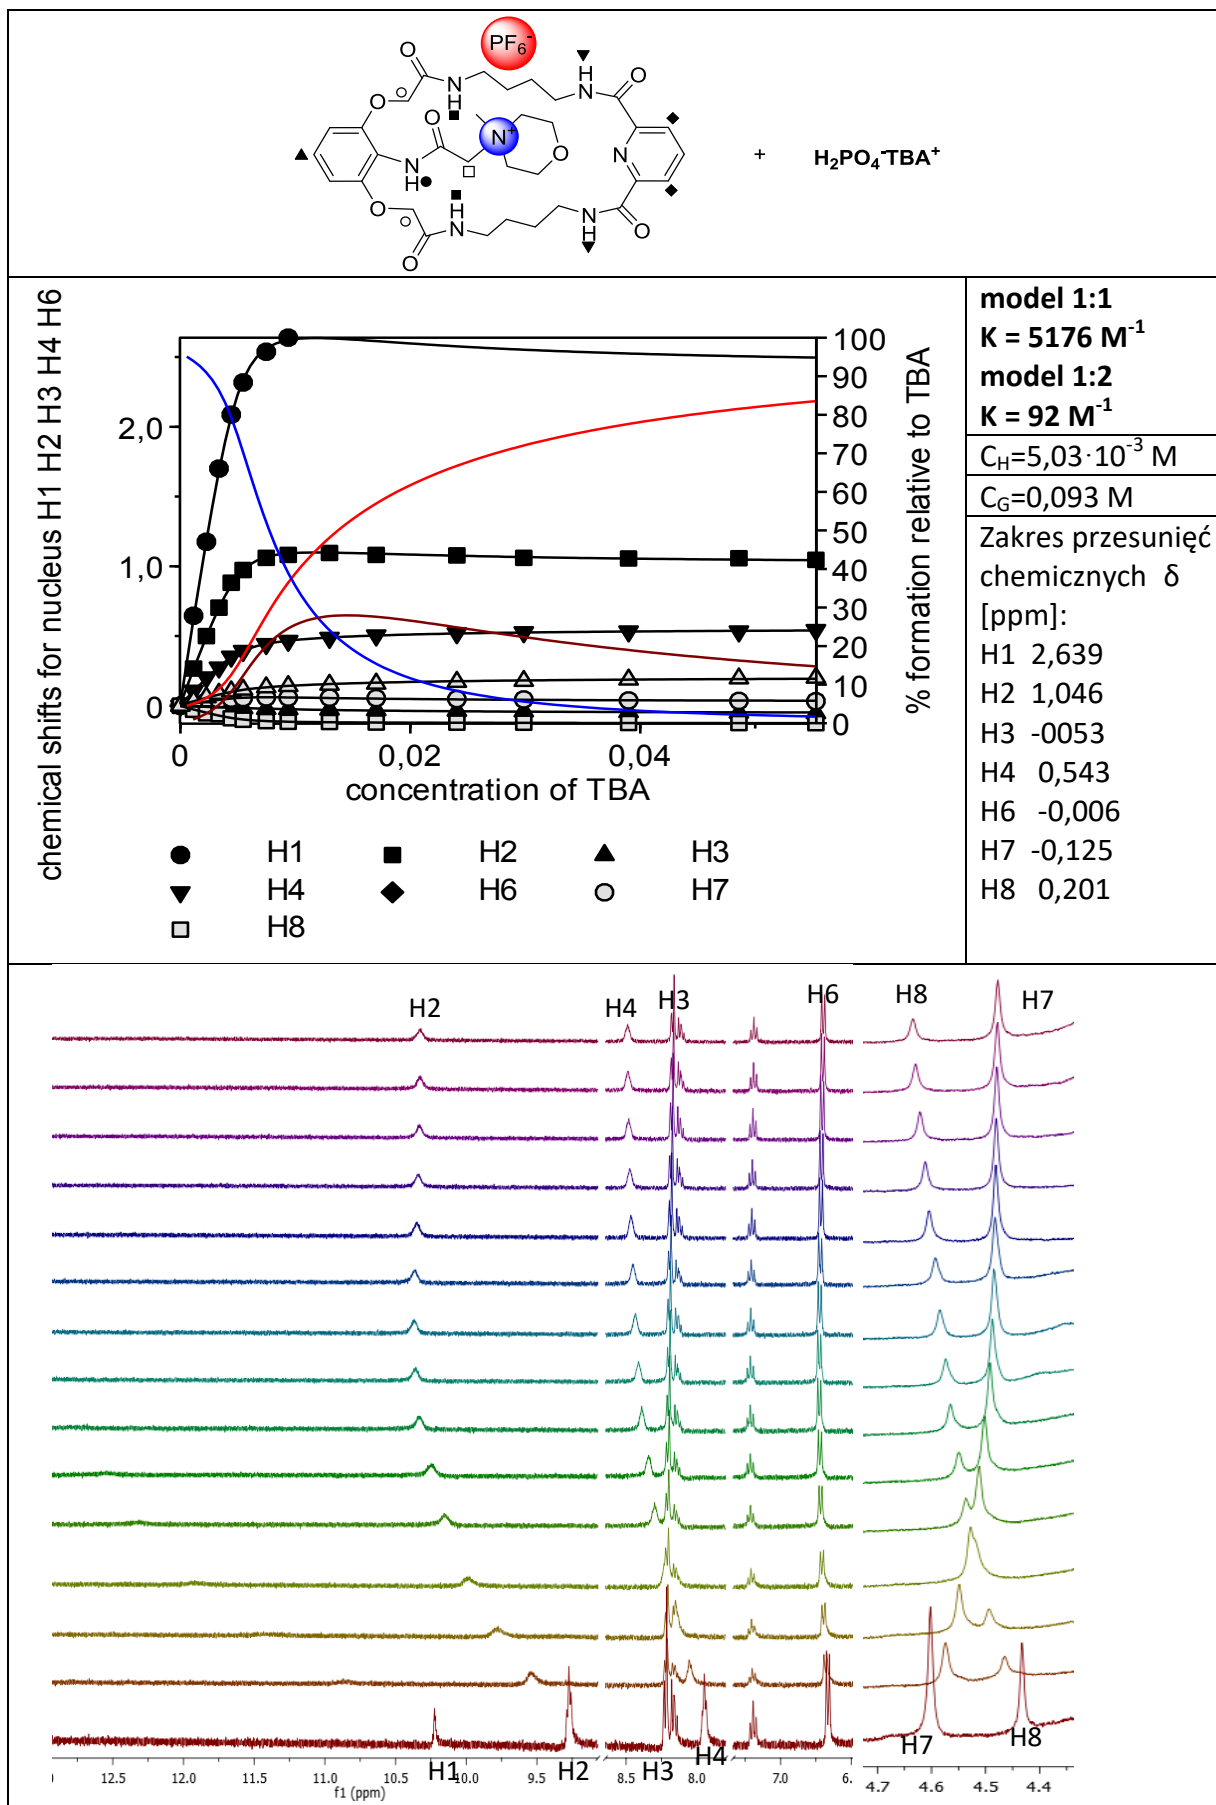 PF6-
O
O
O
N
H
H
N
O
O
N
H
N+
O
N
O
H
N
O
N
H
O
+ H2PO4-TBA+
chemical shifts for nucleus H1 H2 H3 H4 H6
2,0
1,0
0
0
0,02
0,04
concentration of TBA
100
90
80
70
60
50
40
30
20
10
0
% formation relative to TBA
H1
H2
H3
H4
H6
H7
H8
model 1:1
K = 5176 M-1
model 1:2
K = 92 M-1
CH=5,03·10-3 M
CG=0,093 M
Zakres przesunięć
chemicznych δ
[ppm]:
H1 2,639
H2 1,046
H3 -0053
H4 0,543
H6 -0,006
H7 -0,125
H8 0,201
H2
H4
H3
H6
H8
H7
H1
H2
H3
H4
H7
H8
0
12.5
12.0
11.5
11.0
10.5
10.0
9.5
8.5
8.0
7.0
6.
4.7
4.6
4.5
4.4
f1 (ppm)